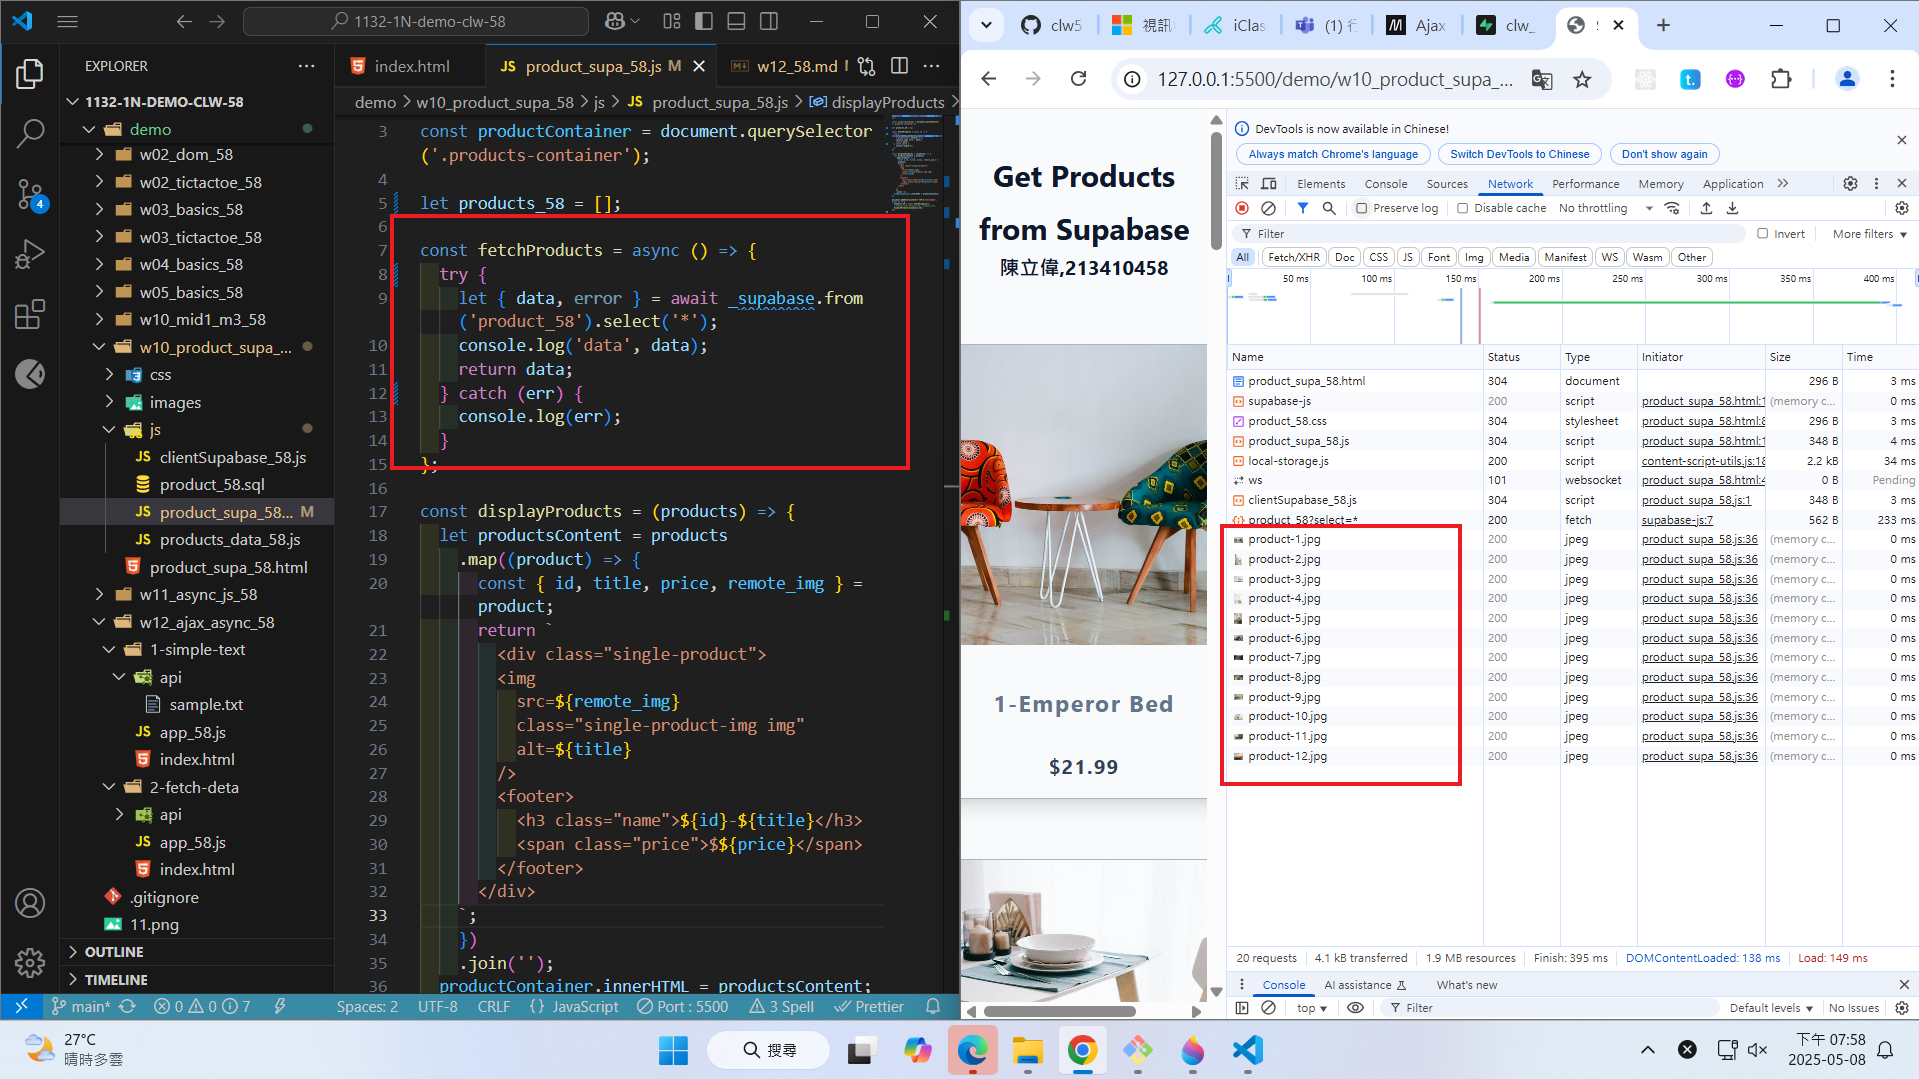 1132-1N-demo-clw-58
EXPLORER
1132-1N-DEMO-CLW-58
demo
w02_dom_58
w02_tictactoe_58
w03_basics_58
w03_tictactoe_58
w04_basics_58
w05_basics_58
w10_mid1_m3_58
w10_product_supa_...
css
images
js
clientSupabase_58.js
product_58.sql
product_supa_58... M
products_data_58.js
product_supa_58.html
w11_async_js_58
w12_ajax_async_58
1-simple-text
api
sample.txt
app_58.js
index.html
2-fetch-deta
api
app_58.js
index.html
.gitignore
11.png
OUTLINE
TIMELINE
4
index.html
JS product_supa_58.js M
w12_58.md
demo > w10_product_supa_58 > js > JS product_supa_58.js > displayProducts >
3 const productContainer = document.querySelector
('.products-container');
4
5 let products_58 = [];
6
7 const fetchProducts = async () => {
8 try {
9 let { data, error } = await _supabase.from
('product_58').select('*');
10 console.log('data', data);
11 return data;
12 } catch (err) {
13 console.log(err);
14 }
15 };
16
17 const displayProducts = (products) => {
18 let productsContent = products
19 .map((product) => {
20 const { id, title, price, remote_img } =
product;
21 return `
22 <div class="single-product">
23 <img
24 src=${remote_img}
25 class="single-product-img img"
26 alt=${title}
27 />
28 <footer>
29 <h3 class="name">${id}-${title}</h3>
30 <span class="price">$${price}</span>
31 </footer>
32 </div>
33 `;
34 })
35 .join('');
36 productContainer.innerHTML = productsContent;
main* 0 0 7 Spaces: 2 UTF-8 CRLF {} JavaScript Port : 5500 3 Spell Prettier
clw5
視訊
iClas
(1) 行
Ajax
clw_
127.0.0.1:5500/demo/w10_product_supa_...
Get Products
from Supabase
陳立偉,213410458
1-Emperor Bed
$21.99
DevTools is now available in Chinese!
Always match Chrome's language
Switch DevTools to Chinese
Don't show again
Elements Console Sources Network Performance Memory Application
Preserve log Disable cache No throttling
Filter Invert More filters
All Fetch/XHR Doc CSS JS Font Img Media Manifest WS Wasm Other
50 ms 100 ms 150 ms 200 ms 250 ms 300 ms 350 ms 400 ms
Name Status Type Initiator Size Time
product_supa_58.html 304 document 296 B 3 ms
supabase-js 200 script product_supa_58.html:1 (memory c... 0 ms
product_58.css 304 stylesheet product_supa_58.html:8 296 B 3 ms
product_supa_58.js 304 script product_supa_58.html:1 348 B 4 ms
local-storage.js 200 script content-script-utils.js:18 2.2 kB 34 ms
ws 101 websocket product_supa_58.html:4 0 B Pending
clientSupabase_58.js 304 script product_supa_58.js:1 348 B 3 ms
product_58?select=* 200 fetch supabase-js:7 562 B 233 ms
product-1.jpg 200 jpeg product_supa_58.js:36 (memory c... 0 ms
product-2.jpg 200 jpeg product_supa_58.js:36 (memory c... 0 ms
product-3.jpg 200 jpeg product_supa_58.js:36 (memory c... 0 ms
product-4.jpg 200 jpeg product_supa_58.js:36 (memory c... 0 ms
product-5.jpg 200 jpeg product_supa_58.js:36 (memory c... 0 ms
product-6.jpg 200 jpeg product_supa_58.js:36 (memory c... 0 ms
product-7.jpg 200 jpeg product_supa_58.js:36 (memory c... 0 ms
product-8.jpg 200 jpeg product_supa_58.js:36 (memory c... 0 ms
product-9.jpg 200 jpeg product_supa_58.js:36 (memory c... 0 ms
product-10.jpg 200 jpeg product_supa_58.js:36 (memory c... 0 ms
product-11.jpg 200 jpeg product_supa_58.js:36 (memory c... 0 ms
product-12.jpg 200 jpeg product_supa_58.js:36 (memory c... 0 ms
20 requests 4.1 kB transferred 1.9 MB resources Finish: 395 ms DOMContentLoaded: 138 ms Load: 149 ms
Console AI assistance What's new
top Filter Default levels No Issues
27°C
晴時多雲
搜尋
下午 07:58
2025-05-08